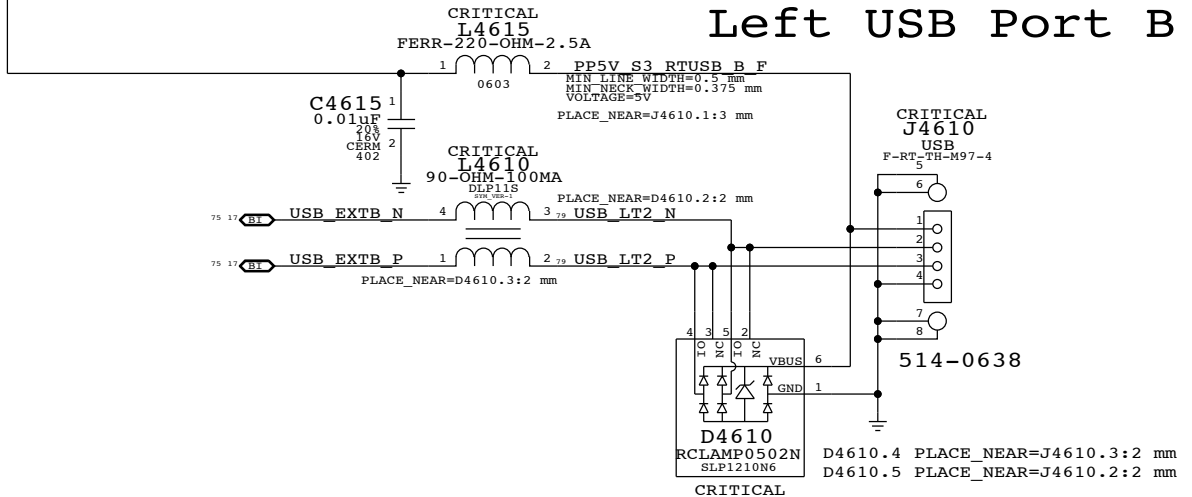 Left USB Port B
CRITICAL
L4615
FERR-220-OHM-2.5A
1
2
0603
PP5V_S3_RTUSB_B_F
MIN_LINE_WIDTH=0.5 mm
MIN_NECK_WIDTH=0.375 mm
VOLTAGE=5V
PLACE_NEAR=J4610.1:3 mm
C4615
0.01uF
20%
16V
CERM
402
1
2
CRITICAL
L4610
90-OHM-100MA
DLP11S
SYM_VER-1
PLACE_NEAR=D4610.2:2 mm
75 17 BI USB_EXTB_N 4 3 79 USB_LT2_N
75 17 BI USB_EXTB_P 1 2 79 USB_LT2_P
PLACE_NEAR=D4610.3:2 mm
CRITICAL
J4610
USB
F-RT-TH-M97-4
5
6
1
2
3
4
7
8
514-0638
4 3 5 2
IO NC IO NC
VBUS 6
GND 1
D4610
RCLAMP0502N
SLP1210N6
CRITICAL
D4610.4 PLACE_NEAR=J4610.3:2 mm
D4610.5 PLACE_NEAR=J4610.2:2 mm